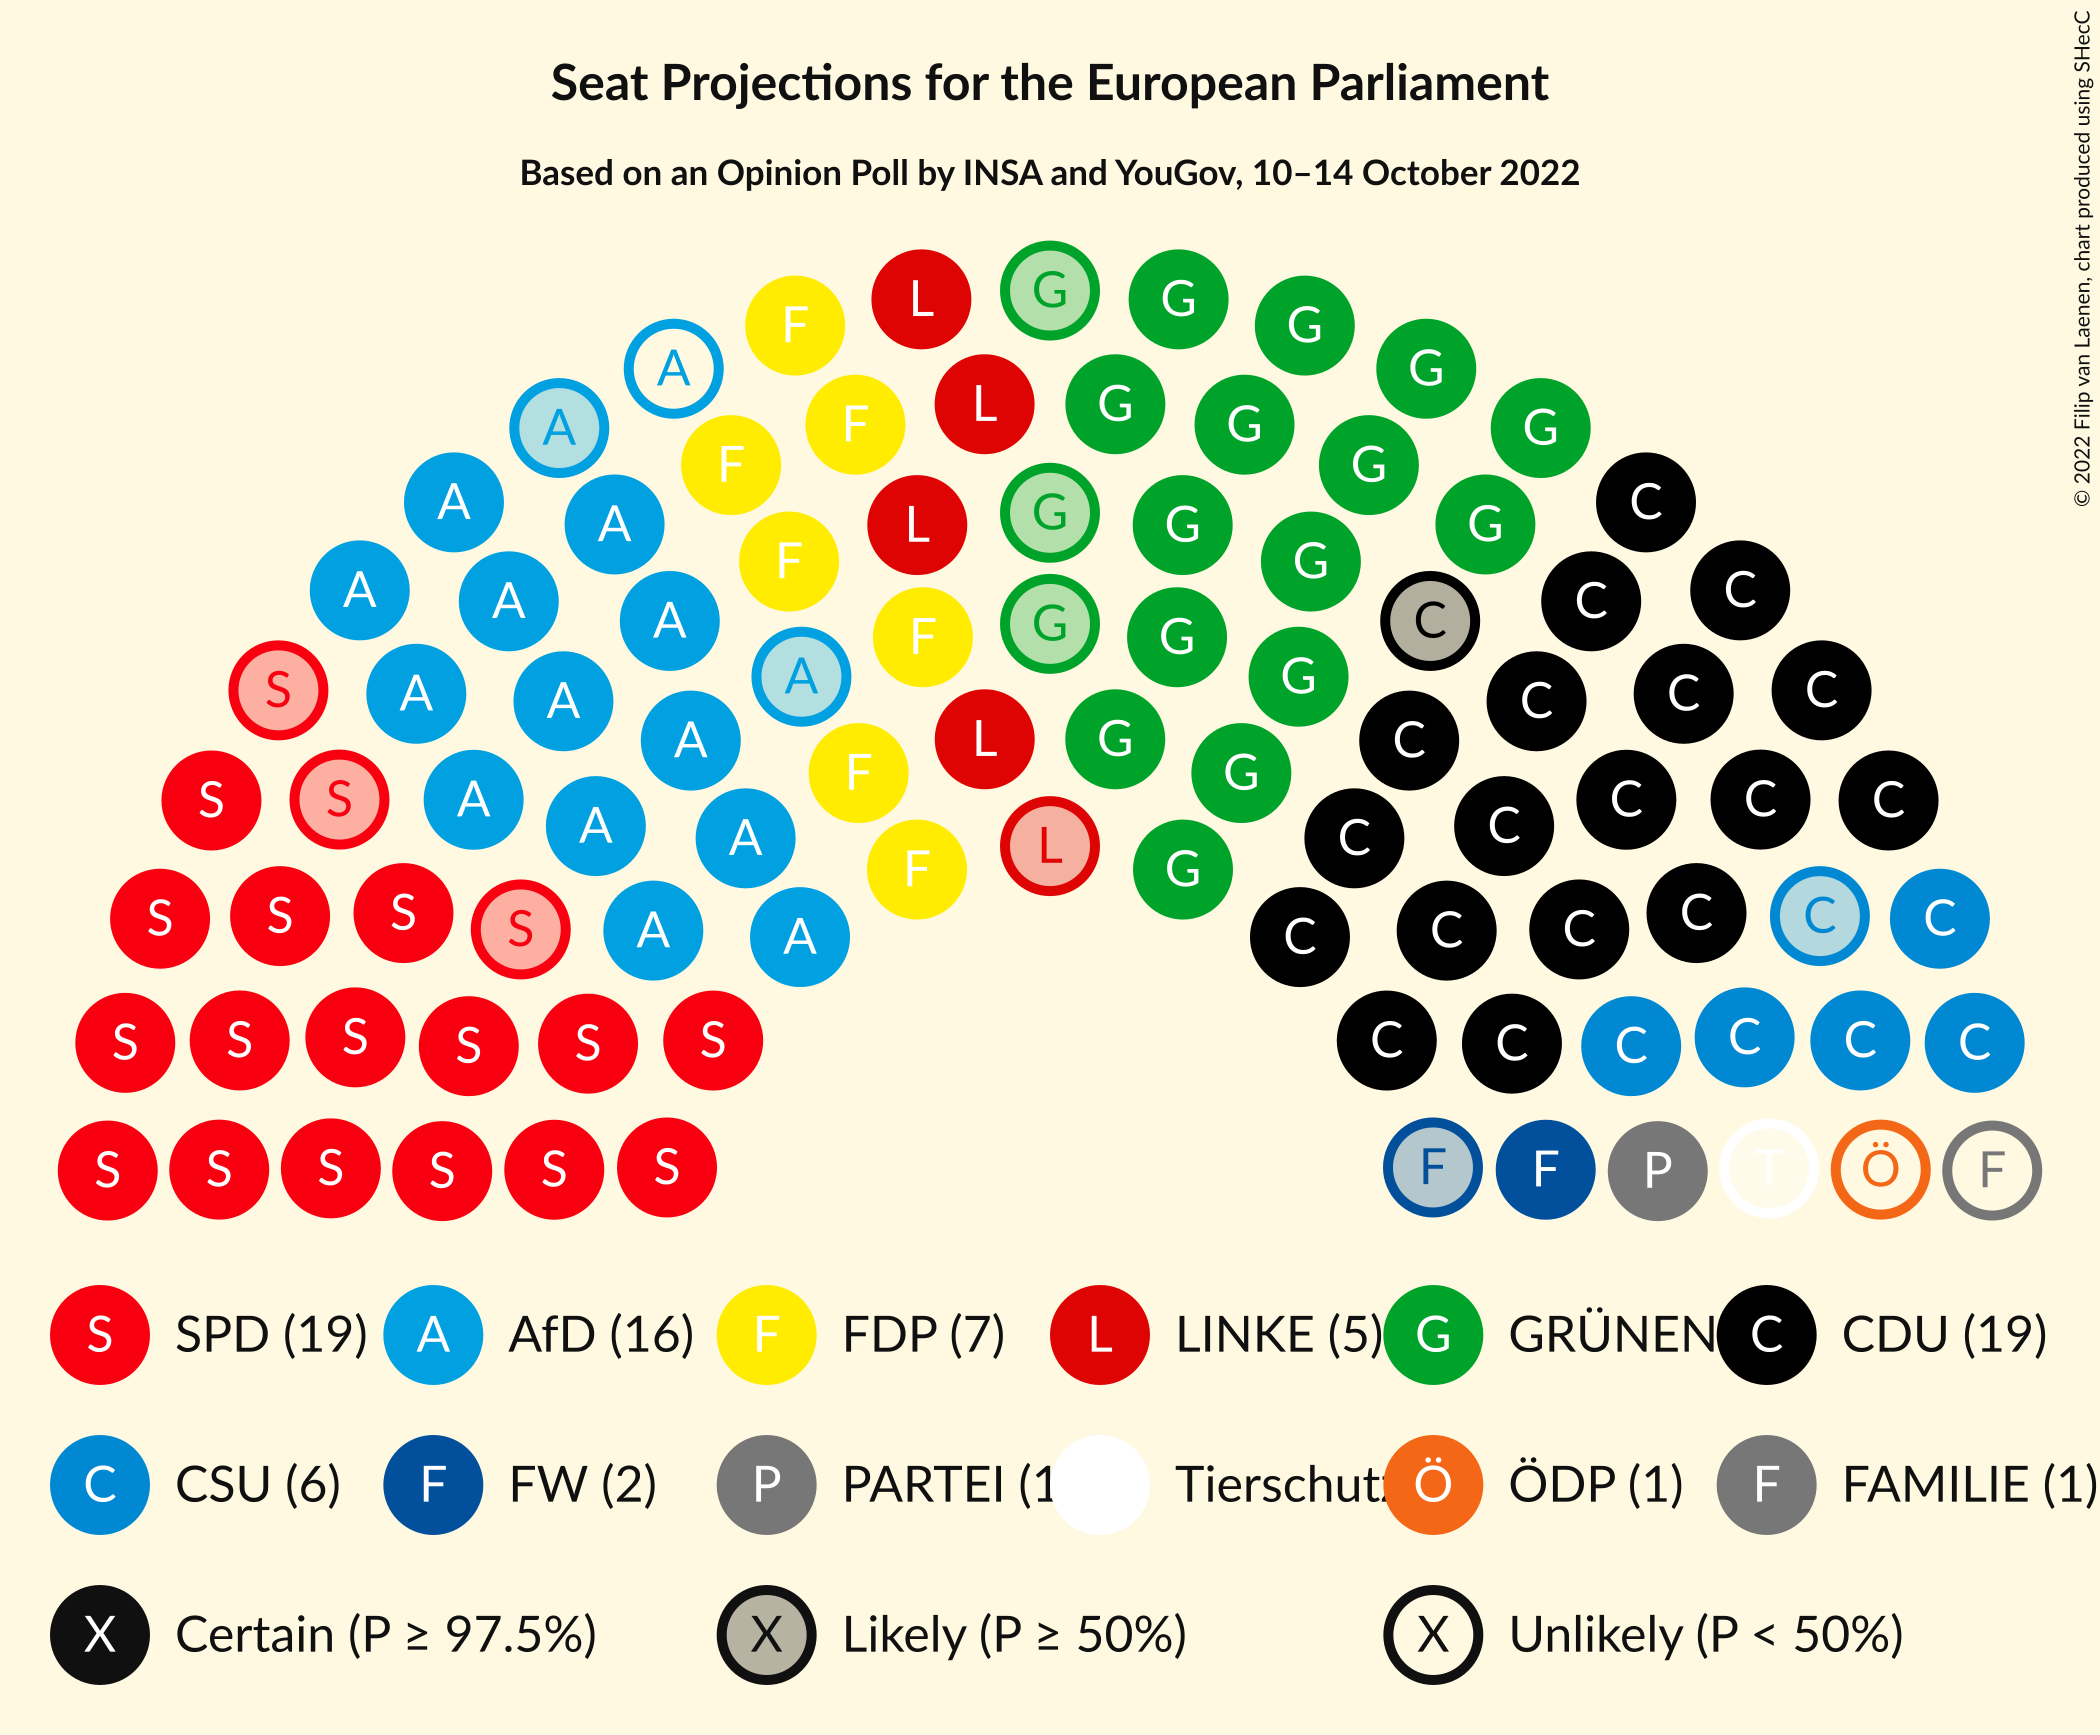 Seat Projections for the European Parliament
Based on an Opinion Poll by INSA and YouGov, 10–14 October 2022
© 2022 Filip van Laenen, chart produced using SHecC
F L G G G
A G
A F L G G G
A A F G G C
A A F L G G C C
S A A A F G G C C C C
A A G
S S A A F L G C C C C C
A A L C C
S S S S A A F G C C C C C C
S S S S S S C C C C C C
S S S S S S F F P T Ö F
S SPD (19) A AfD (16) F FDP (7) L LINKE (5) G GRÜNEN C CDU (19)
C CSU (6) F FW (2) P PARTEI (1 Tierschutz Ö ÖDP (1) F FAMILIE (1)
X Certain (P ≥ 97.5%) X Likely (P ≥ 50%) X Unlikely (P < 50%)